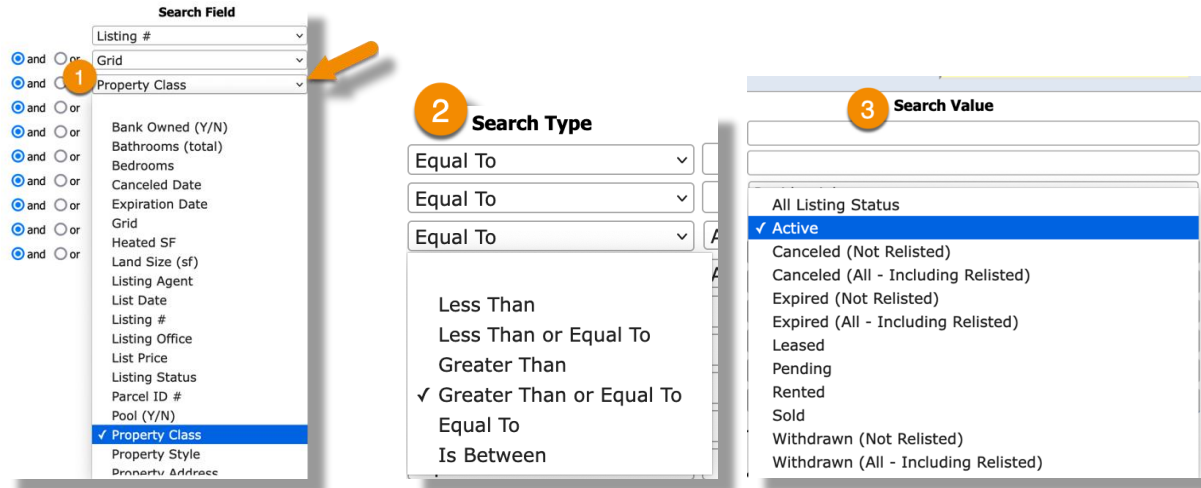 Search Field
Listing #
and or Grid
1
and Property Class
and or
and or Bank Owned (Y/N)
and or Bathrooms (total)
and or Bedrooms
and or Canceled Date
and or Expiration Date
and or Grid
and or Heated SF
Land Size (sf)
Listing Agent
List Date
Listing #
Listing Office
List Price
Listing Status
Parcel ID #
Pool (Y/N)
✓ Property Class
Property Style
Property Address
2
Search Type
Equal To
Equal To
Equal To
Less Than
Less Than or Equal To
Greater Than
✓ Greater Than or Equal To
Equal To
Is Between
3
Search Value
All Listing Status
✓ Active
Canceled (Not Relisted)
Canceled (All - Including Relisted)
Expired (Not Relisted)
Expired (All - Including Relisted)
Leased
Pending
Rented
Sold
Withdrawn (Not Relisted)
Withdrawn (All - Including Relisted)